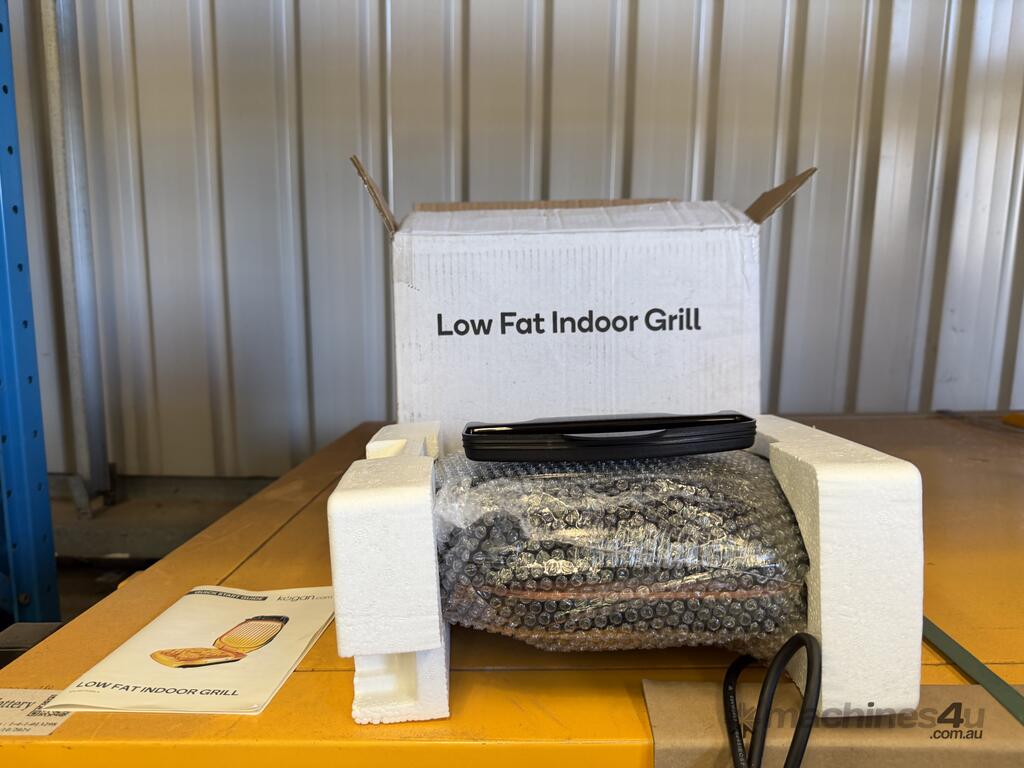 Low Fat Indoor Grill
QUICK START GUIDE
kogan.com
LOW FAT INDOOR GRILL
machines4u
.com.au